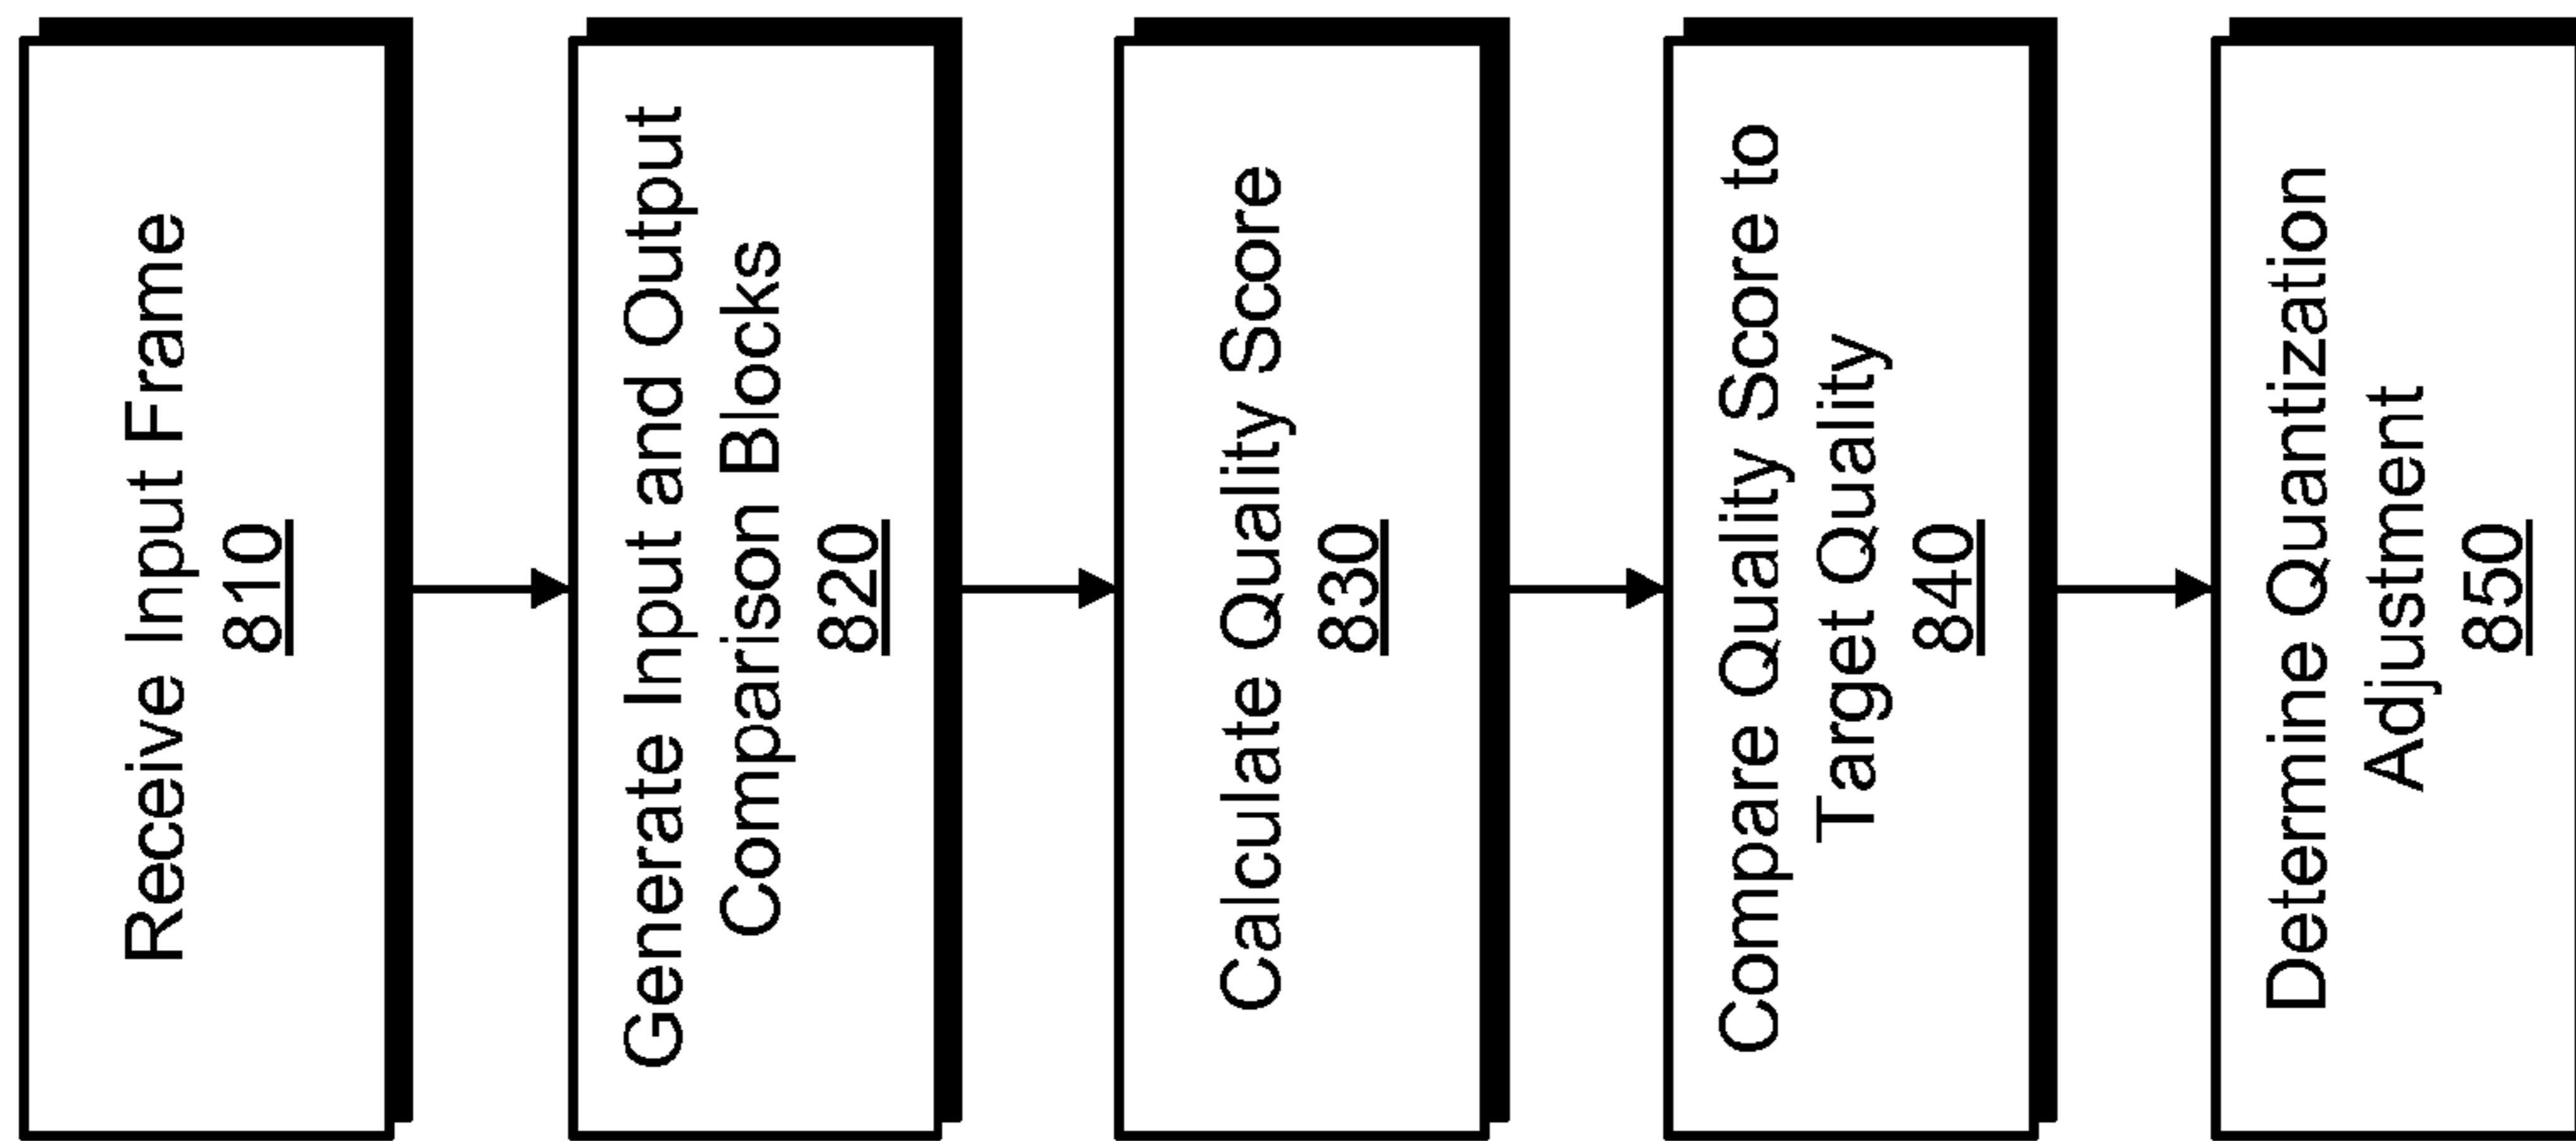 Receive Input Frame
810
Generate Input and Output
Comparison Blocks
820
Calculate Quality Score
830
Compare Quality Score to
Target Quality
840
Determine Quantization
Adjustment
850